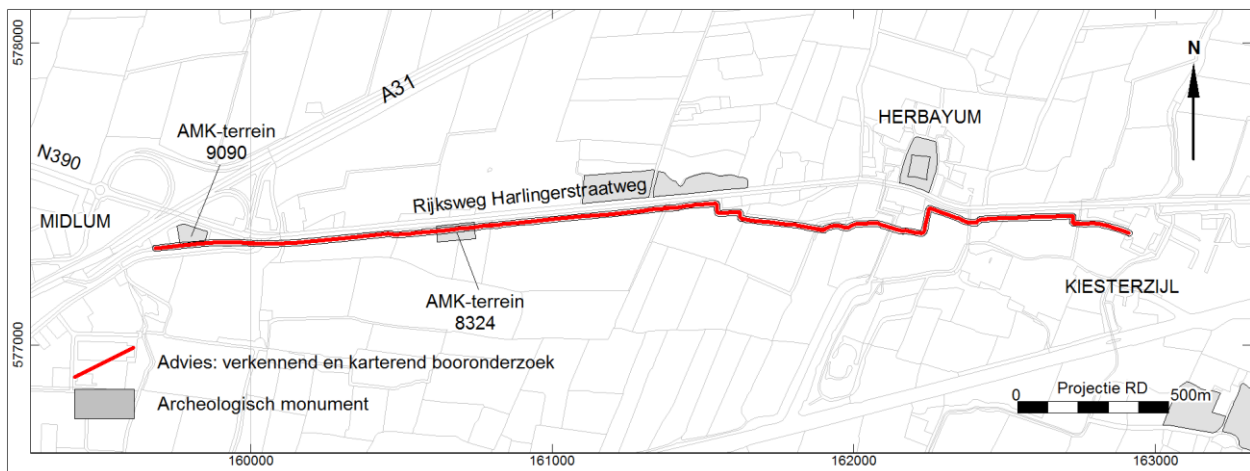 578000
N
A31
HERBAYUM
AMK-terrein
9090
N390
Rijksweg Harlingerstraatweg
MIDLUM
KIESTERZIJL
AMK-terrein
8324
577000
Advies: verkennend en karterend booronderzoek
Archeologisch monument
Projectie RD
0
500m
160000
161000
162000
163000